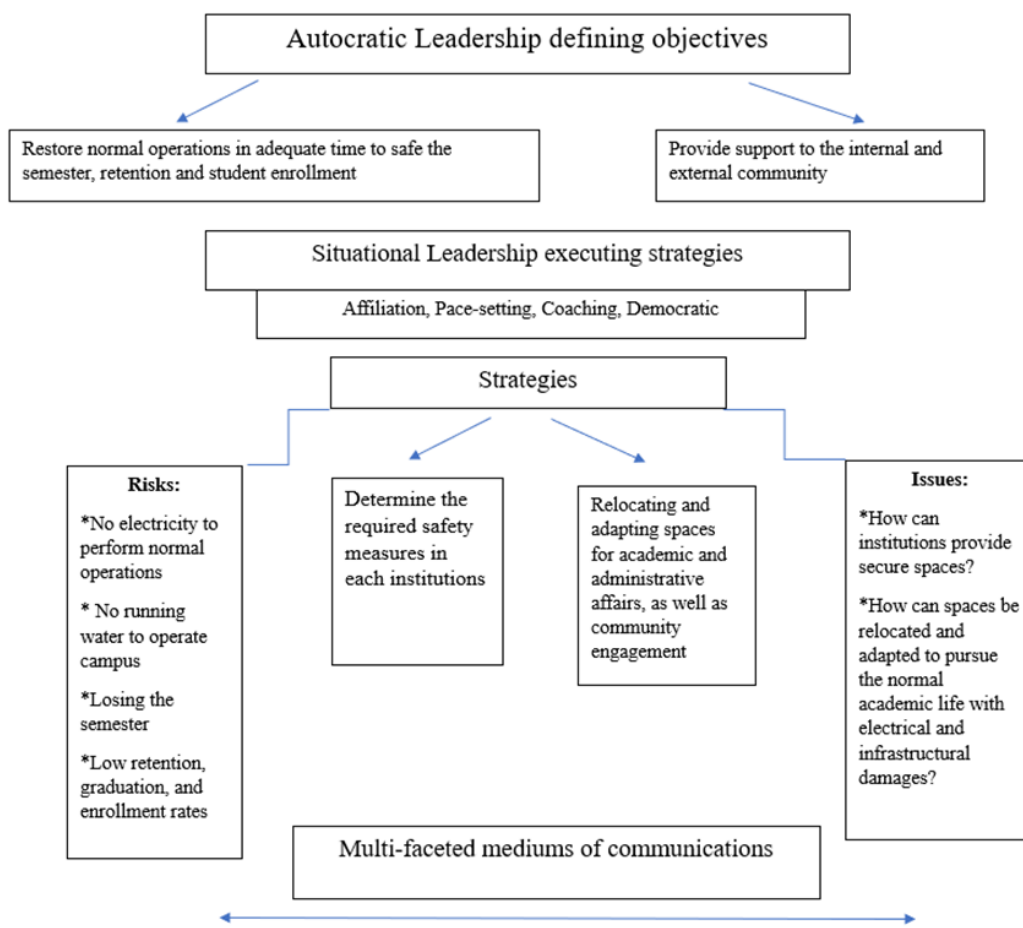 Autocratic Leadership defining objectives
Restore normal operations in adequate time to safe the
semester, retention and student enrollment
Provide support to the internal and
external community
Situational Leadership executing strategies
Affiliation, Pace-setting, Coaching, Democratic
Strategies
Risks:
*No electricity to
perform normal
operations
* No running
water to operate
campus
*Losing the
semester
*Low retention,
graduation, and
enrollment rates
Determine the
required safety
measures in
each institutions
Relocating and
adapting spaces
for academic and
administrative
affairs, as well as
community
engagement
Issues:
*How can
institutions provide
secure spaces?
*How can spaces be
relocated and
adapted to pursue
the normal
academic life with
electrical and
infrastructural
damages?
Multi-faceted mediums of communications